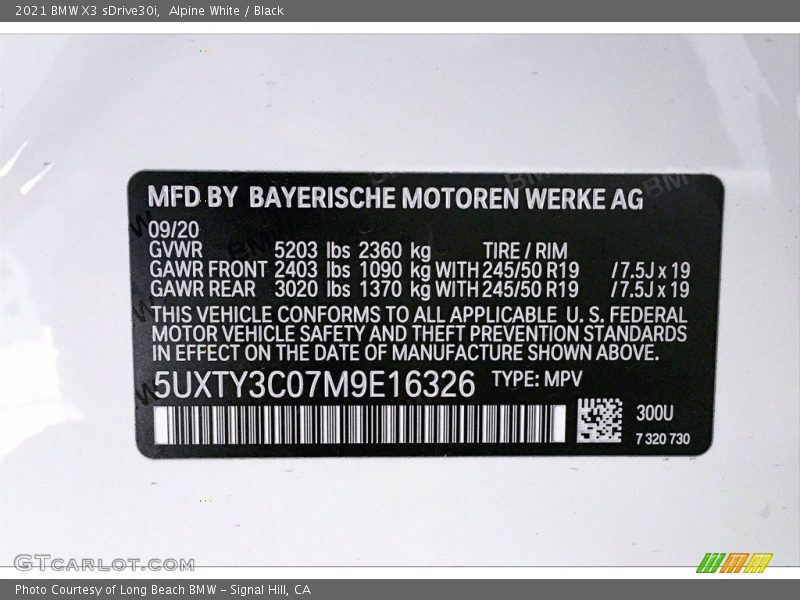 2021 BMW X3 sDrive30i,  Alpine White / Black
MFD BY BAYERISCHE MOTOREN WERKE AG
09/20
GVWR 5203 lbs 2360 kg TIRE / RIM
GAWR FRONT 2403 lbs 1090 kg WITH 245/50 R19 / 7.5J x 19
GAWR REAR 3020 lbs 1370 kg WITH 245/50 R19 / 7.5J x 19
THIS VEHICLE CONFORMS TO ALL APPLICABLE U. S. FEDERAL
MOTOR VEHICLE SAFETY AND THEFT PREVENTION STANDARDS
IN EFFECT ON THE DATE OF MANUFACTURE SHOWN ABOVE.
5UXTY3C07M9E16326 TYPE: MPV
300U
7 320 730
GTCARLOT.COM
Photo Courtesy of Long Beach BMW - Signal Hill, CA